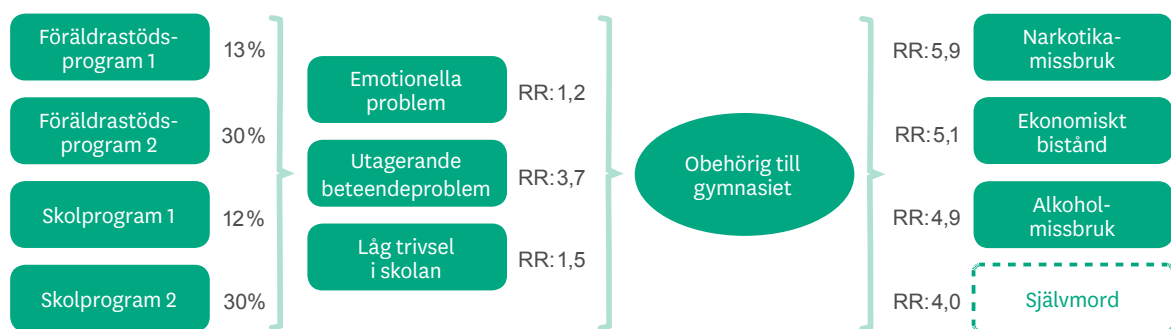 Föräldrastöds-
program 1
13%
Föräldrastöds-
program 2
30%
Skolprogram 1
12%
Skolprogram 2
30%
Emotionella
problem
RR: 1,2
Utagerande
beteendeproblem
RR: 3,7
Låg trivsel
i skolan
RR: 1,5
Obehörig till
gymnasiet
RR: 5,9
Narkotika-
missbruk
RR: 5,1
Ekonomiskt
bistånd
RR: 4,9
Alkohol-
missbruk
RR: 4,0
Självmord